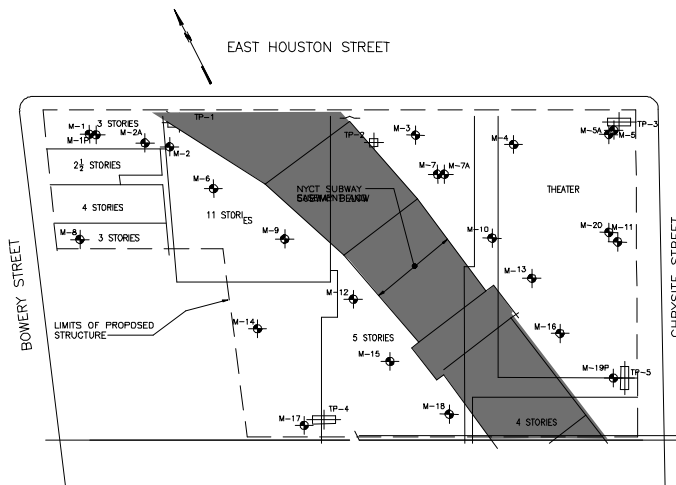 EAST HOUSTON STREET
3 STORIES
TP-1
TP-3
M-1
M-1P
M-2A
M-2
TP-2
M-3
M-4
M-5A
M-5
2½ STORIES
M-6
M-7
M-7A
THEATER
NYCT SUBWAY
4 STORIES
11 STORIES
M-8
3 STORIES
M-9
M-10
M-20
M-11
M-13
M-12
BOWERY STREET
CHRYSITE STREET
LIMITS OF PROPOSED
STRUCTURE
M-14
5 STORIES
M-16
M-15
M-19P
TP-5
M-17
TP-4
M-18
4 STORIES